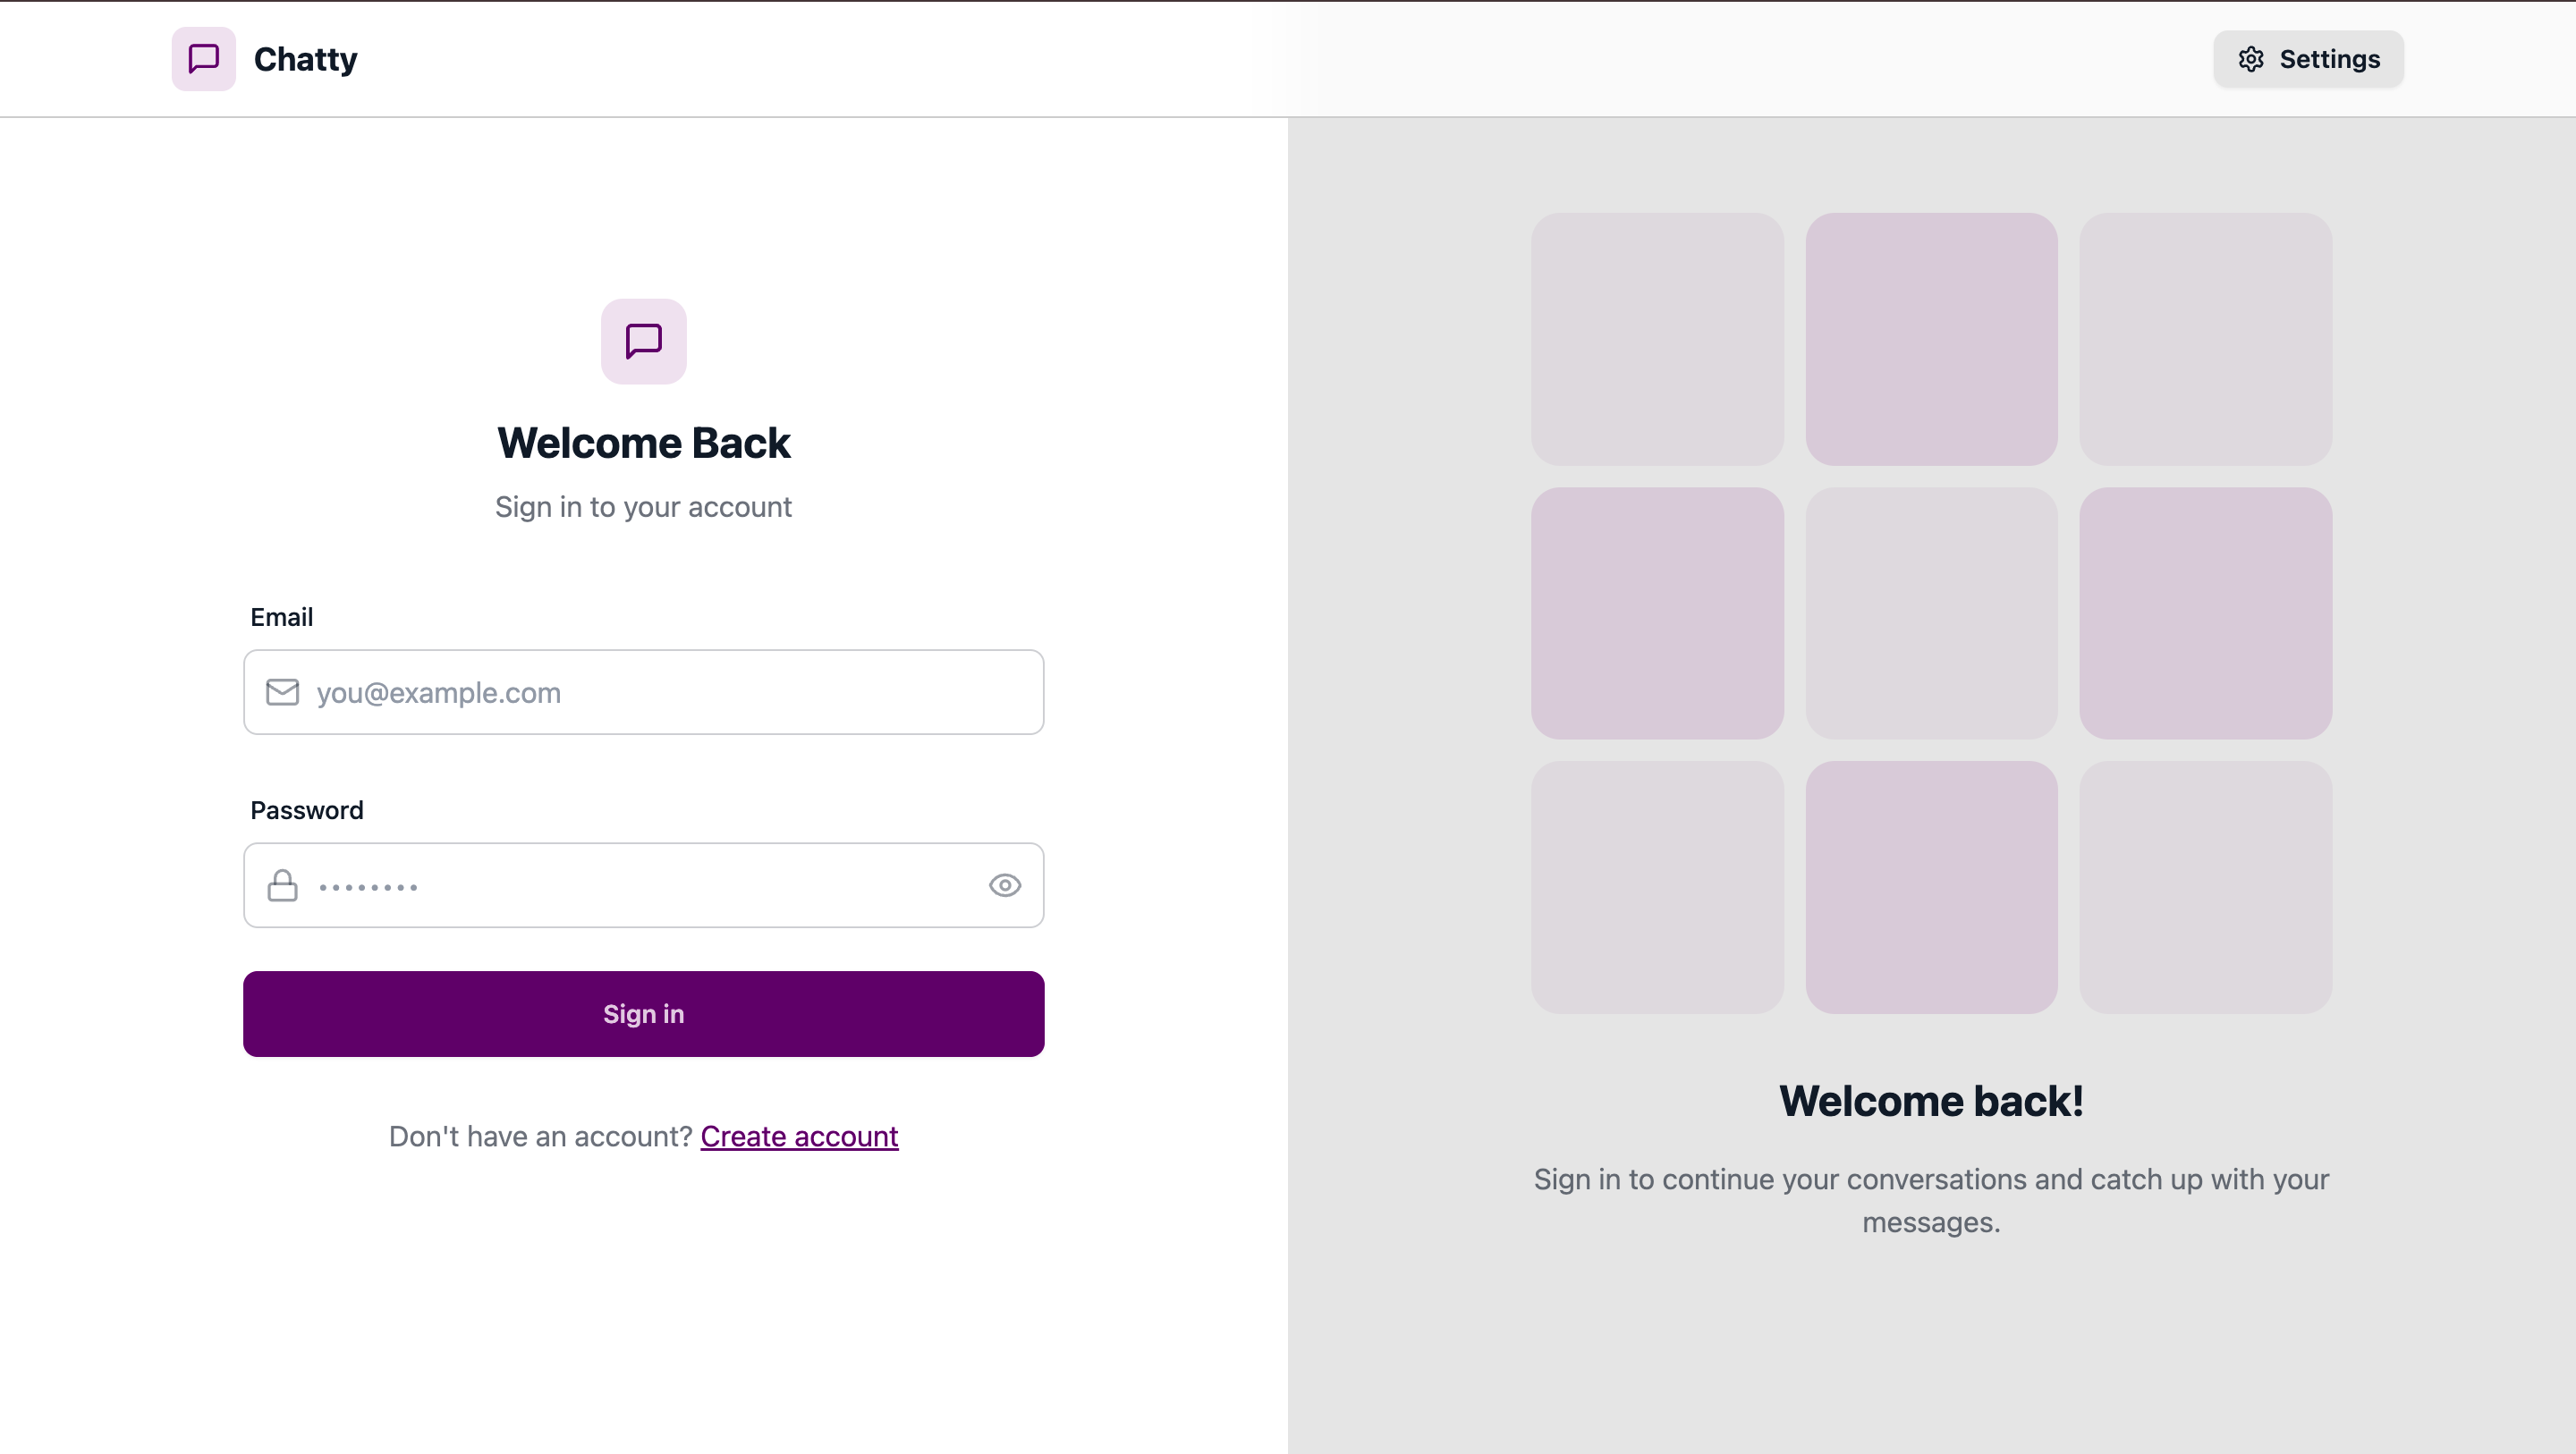 Chatty
Settings
Welcome Back
Sign in to your account
Email
you@example.com
Password
••••••••
Sign in
Don't have an account? Create account
Welcome back!
Sign in to continue your conversations and catch up with your
messages.